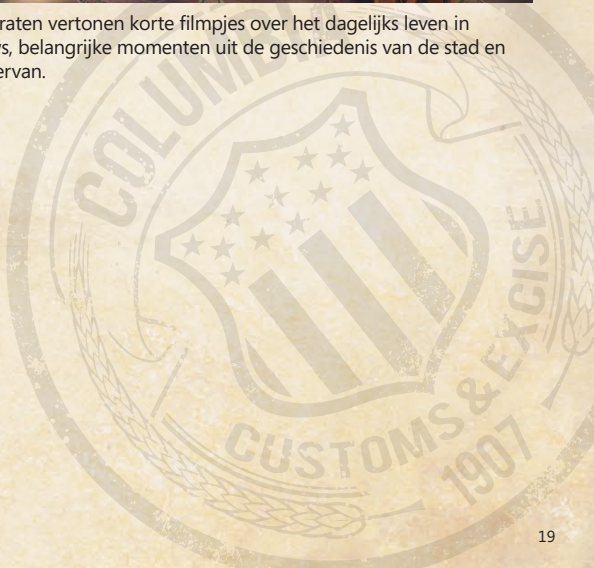 raten vertonen korte filmpjes over het dagelijks leven in
s, belangrijke momenten uit de geschiedenis van de stad en
ervan.
COLUMBIA
CUSTOMS & EXCISE
1907
19